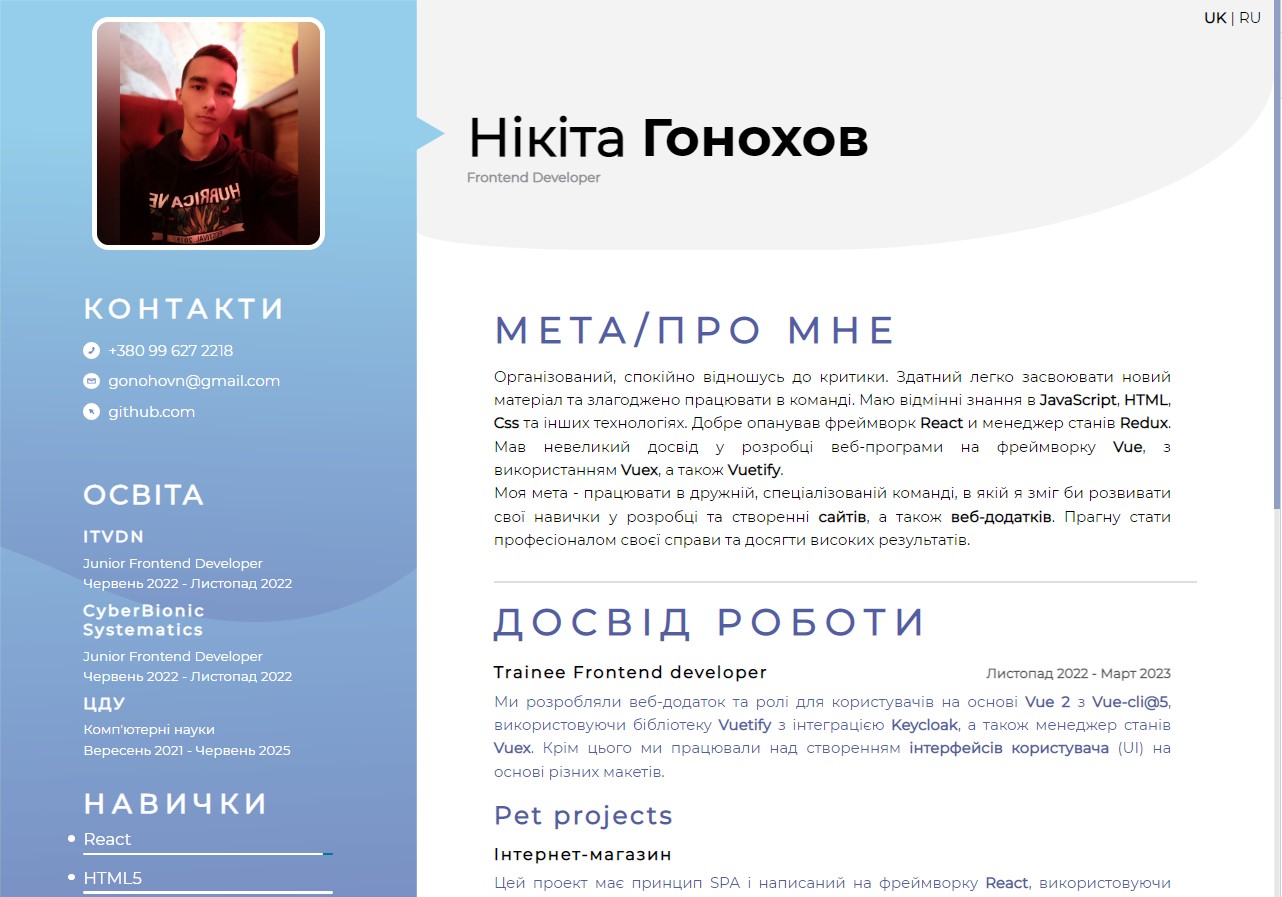 UK | RU
Нікіта Гонохов
Frontend Developer
HURRICANE
КОНТАКТИ
+380 99 627 2218
gonohovn@gmail.com
github.com
ОСВІТА
ITVDN
Junior Frontend Developer
Червень 2022 - Листопад 2022
CyberBionic
Systematics
Junior Frontend Developer
Червень 2022 - Листопад 2022
ЦДУ
Комп'ютерні науки
Вересень 2021 - Червень 2025
НАВИЧКИ
React
HTML5
МЕТА/ПРО МНЕ
Організований, спокійно відношусь до критики. Здатний легко засвоювати новий
матеріал та злагоджено працювати в команді. Маю відмінні знання в JavaScript, HTML,
Css та інших технологіях. Добре опанував фреймворк React и менеджер станів Redux.
Мав невеликий досвід у розробці веб-програми на фреймворку Vue, з
використанням Vuex, а також Vuetify.
Моя мета - працювати в дружній, спеціалізованій команді, в якій я зміг би розвивати
свої навички у розробці та створенні сайтів, а також веб-додатків. Прагну стати
професіоналом своєї справи та досягти високих результатів.
ДОСВІД РОБОТИ
Trainee Frontend developer
Листопад 2022 - Март 2023
Ми розробляли веб-додаток та ролі для користувачів на основі Vue 2 з Vue-cli@5,
використовуючи бібліотеку Vuetify з інтеграцією Keycloak, а також менеджер станів
Vuex. Крім цього ми працювали над створенням інтерфейсів користувача (UI) на
основі різних макетів.
Pet projects
Інтернет-магазин
Цей проект має принцип SPA і написаний на фреймворку React, використовуючи